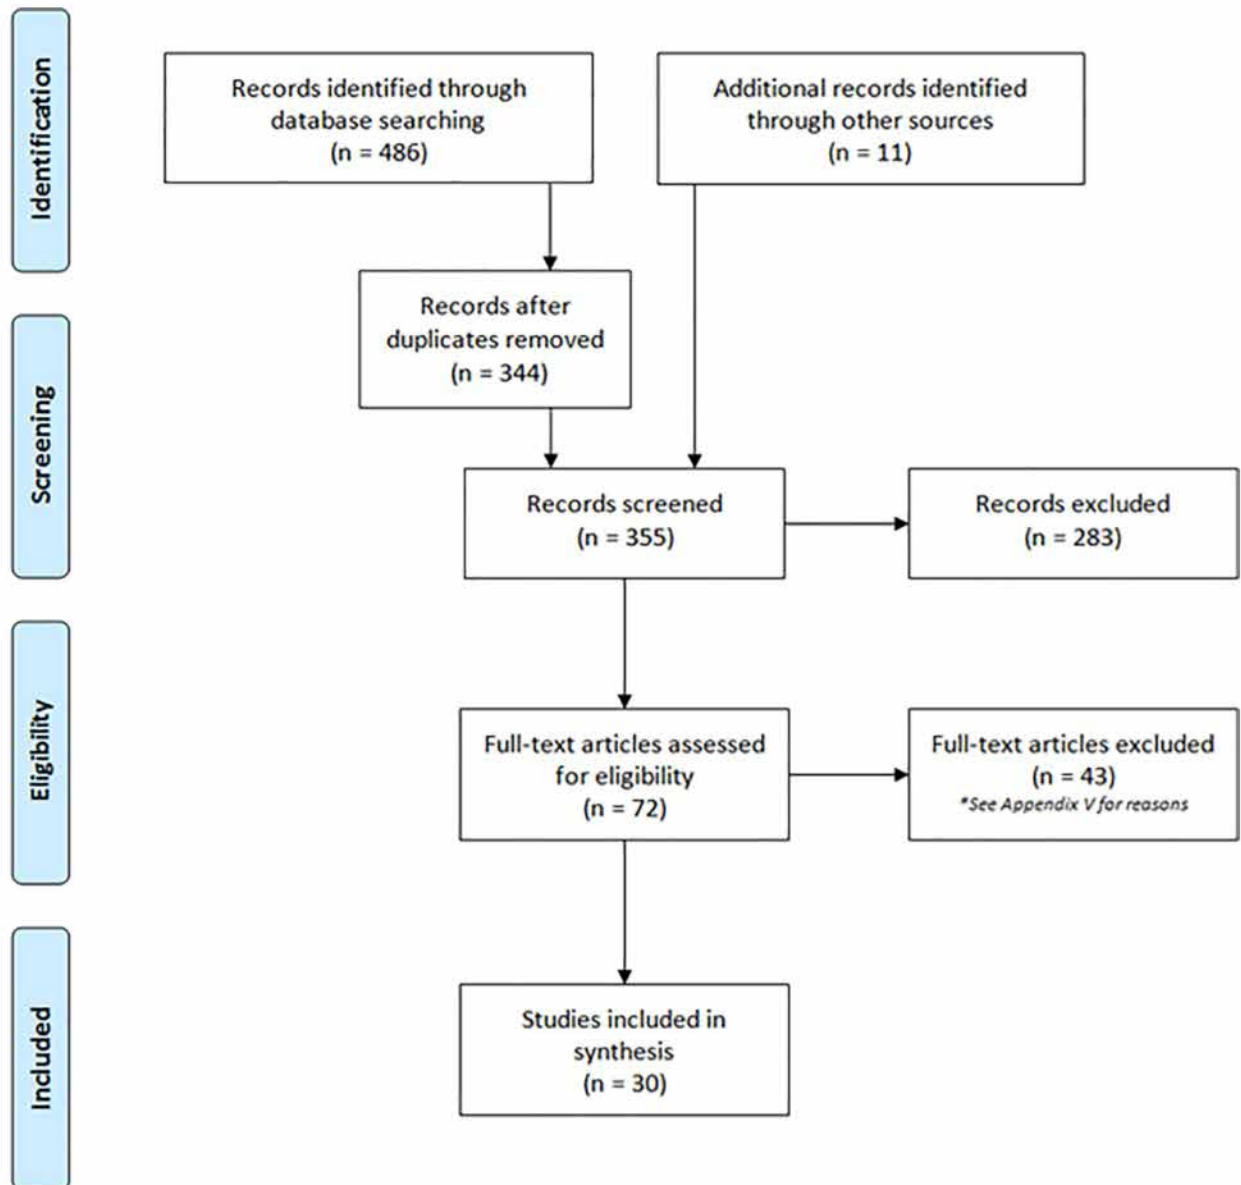 Identification
Records identified through
database searching
(n = 486)
Additional records identified
through other sources
(n = 11)
Records after
duplicates removed
(n = 344)
Screening
Records screened
(n = 355)
Records excluded
(n = 283)
Eligibility
Full-text articles assessed
for eligibility
(n = 72)
Full-text articles excluded
(n = 43)
*See Appendix V for reasons
Included
Studies included in
synthesis
(n = 30)